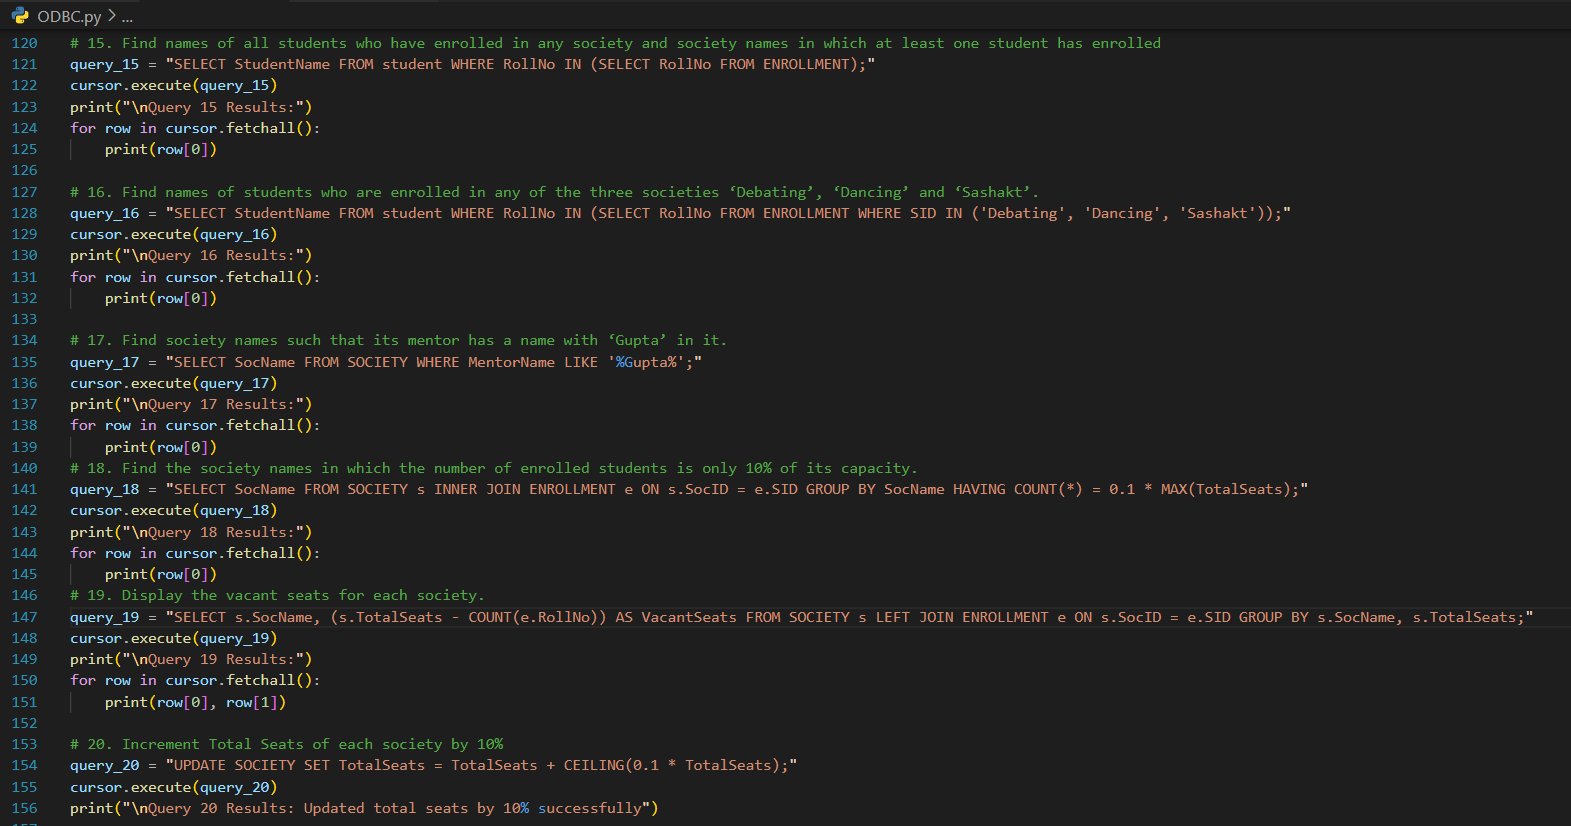 ODBC.py > ...
120 # 15. Find names of all students who have enrolled in any society and society names in which at least one student has enrolled
121 query_15 = "SELECT StudentName FROM student WHERE RollNo IN (SELECT RollNo FROM ENROLLMENT);"
122 cursor.execute(query_15)
123 print("\nQuery 15 Results:")
124 for row in cursor.fetchall():
125     print(row[0])
126
127 # 16. Find names of students who are enrolled in any of the three societies ‘Debating’, ‘Dancing’ and ‘Sashakt’.
128 query_16 = "SELECT StudentName FROM student WHERE RollNo IN (SELECT RollNo FROM ENROLLMENT WHERE SID IN ('Debating', 'Dancing', 'Sashakt'));"
129 cursor.execute(query_16)
130 print("\nQuery 16 Results:")
131 for row in cursor.fetchall():
132     print(row[0])
133
134 # 17. Find society names such that its mentor has a name with ‘Gupta’ in it.
135 query_17 = "SELECT SocName FROM SOCIETY WHERE MentorName LIKE '%Gupta%';"
136 cursor.execute(query_17)
137 print("\nQuery 17 Results:")
138 for row in cursor.fetchall():
139     print(row[0])
140 # 18. Find the society names in which the number of enrolled students is only 10% of its capacity.
141 query_18 = "SELECT SocName FROM SOCIETY s INNER JOIN ENROLLMENT e ON s.SocID = e.SID GROUP BY SocName HAVING COUNT(*) = 0.1 * MAX(TotalSeats);"
142 cursor.execute(query_18)
143 print("\nQuery 18 Results:")
144 for row in cursor.fetchall():
145     print(row[0])
146 # 19. Display the vacant seats for each society.
147 query_19 = "SELECT s.SocName, (s.TotalSeats - COUNT(e.RollNo)) AS VacantSeats FROM SOCIETY s LEFT JOIN ENROLLMENT e ON s.SocID = e.SID GROUP BY s.SocName, s.TotalSeats;"
148 cursor.execute(query_19)
149 print("\nQuery 19 Results:")
150 for row in cursor.fetchall():
151     print(row[0], row[1])
152
153 # 20. Increment Total Seats of each society by 10%
154 query_20 = "UPDATE SOCIETY SET TotalSeats = TotalSeats + CEILING(0.1 * TotalSeats);"
155 cursor.execute(query_20)
156 print("\nQuery 20 Results: Updated total seats by 10% successfully")